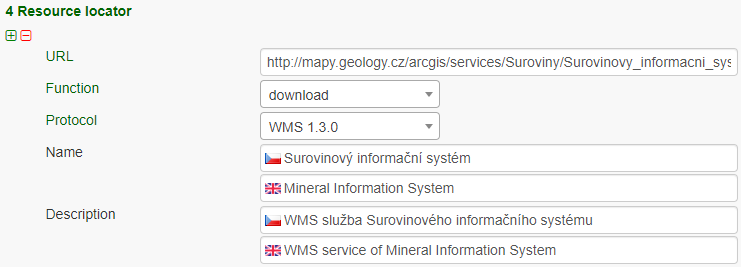 4 Resource locator
URL
http://mapy.geology.cz/arcgis/services/Suroviny/Surovinovy_informacni_sys
Function
download
Protocol
WMS 1.3.0
Name
Surovinový informační systém
Mineral Information System
Description
WMS služba Surovinového informačního systému
WMS service of Mineral Information System